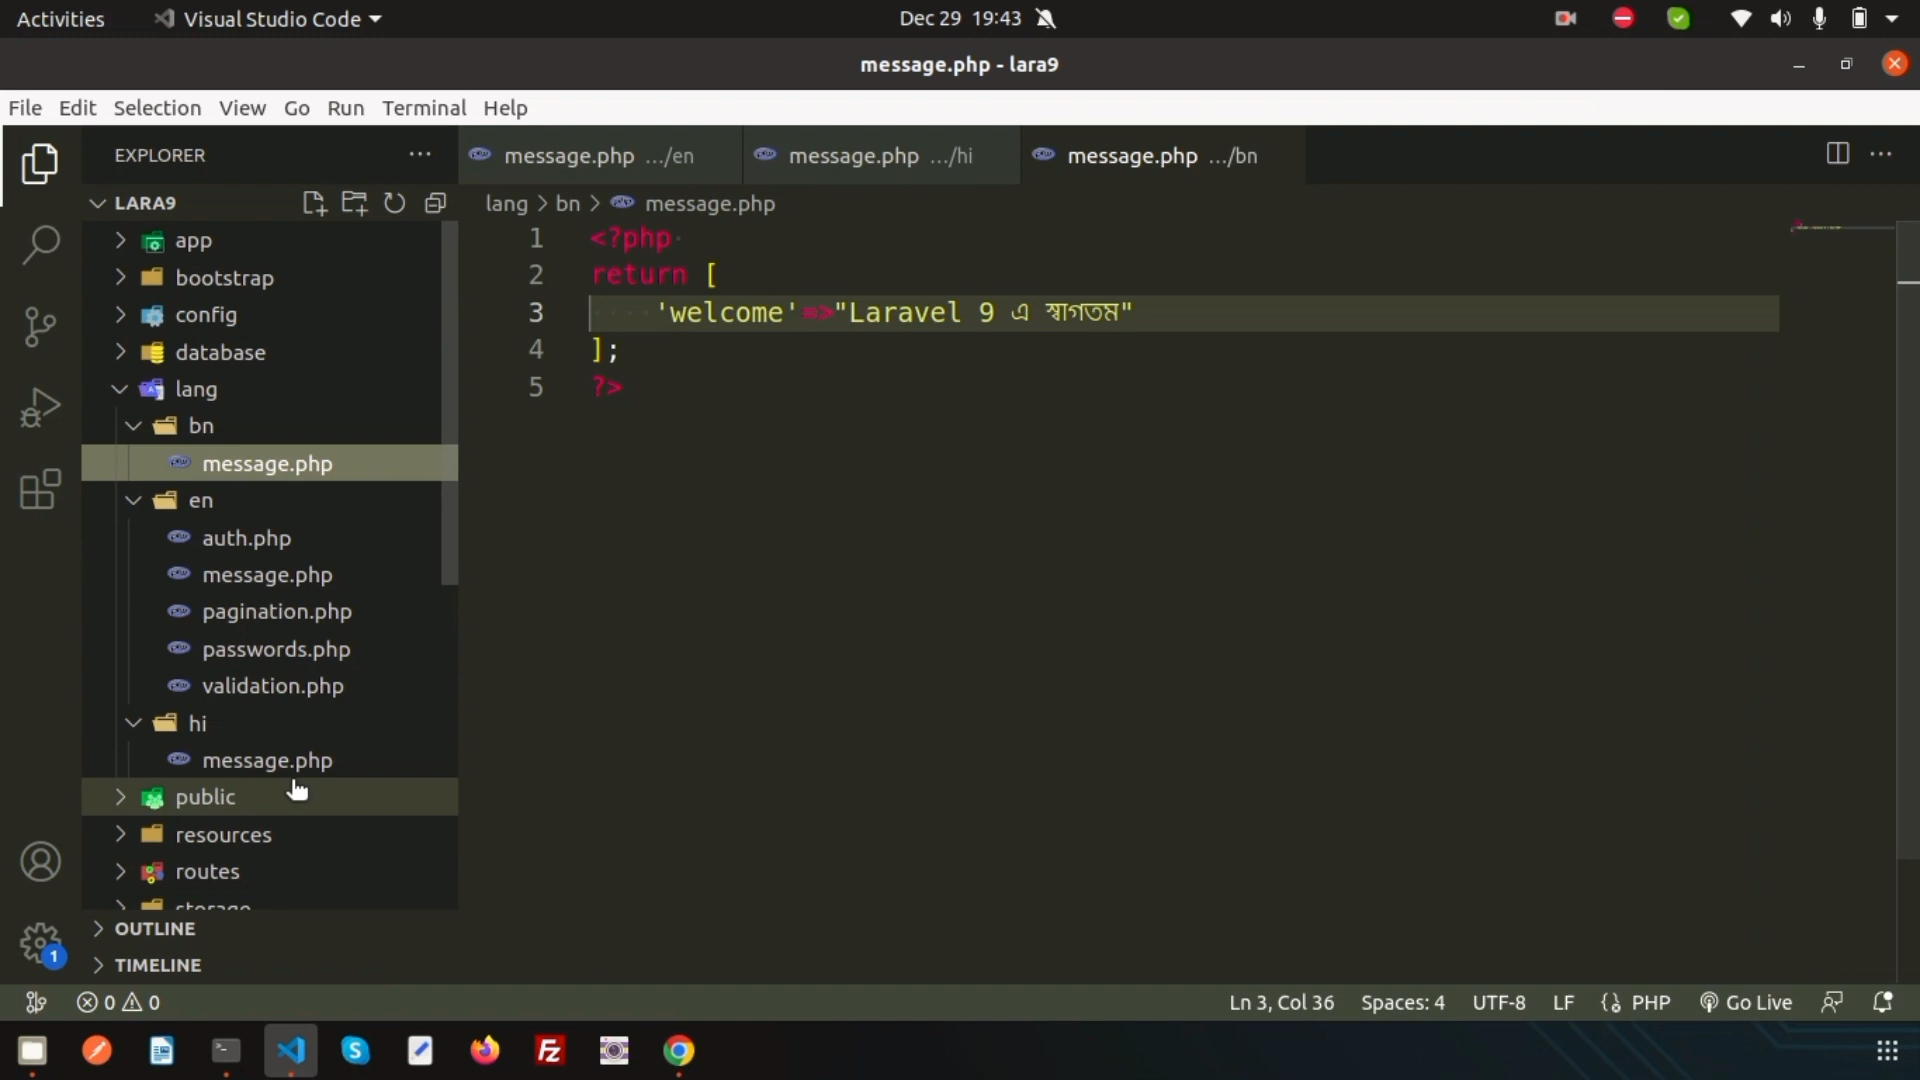 Activities Visual Studio Code Dec 29 19:43
message.php - lara9
File Edit Selection View Go Run Terminal Help
EXPLORER
message.php .../en message.php .../hi message.php .../bn
LARA9
lang > bn > message.php
app
bootstrap
config
database
lang
bn
message.php
en
auth.php
message.php
pagination.php
passwords.php
validation.php
hi
message.php
public
resources
routes
storage
OUTLINE
TIMELINE
1 <?php
2 return [
3 'welcome'=>"Laravel 9 এ স্বাগতম"
4 ];
5 ?>
1
0 0
Ln 3, Col 36 Spaces: 4 UTF-8 LF PHP Go Live